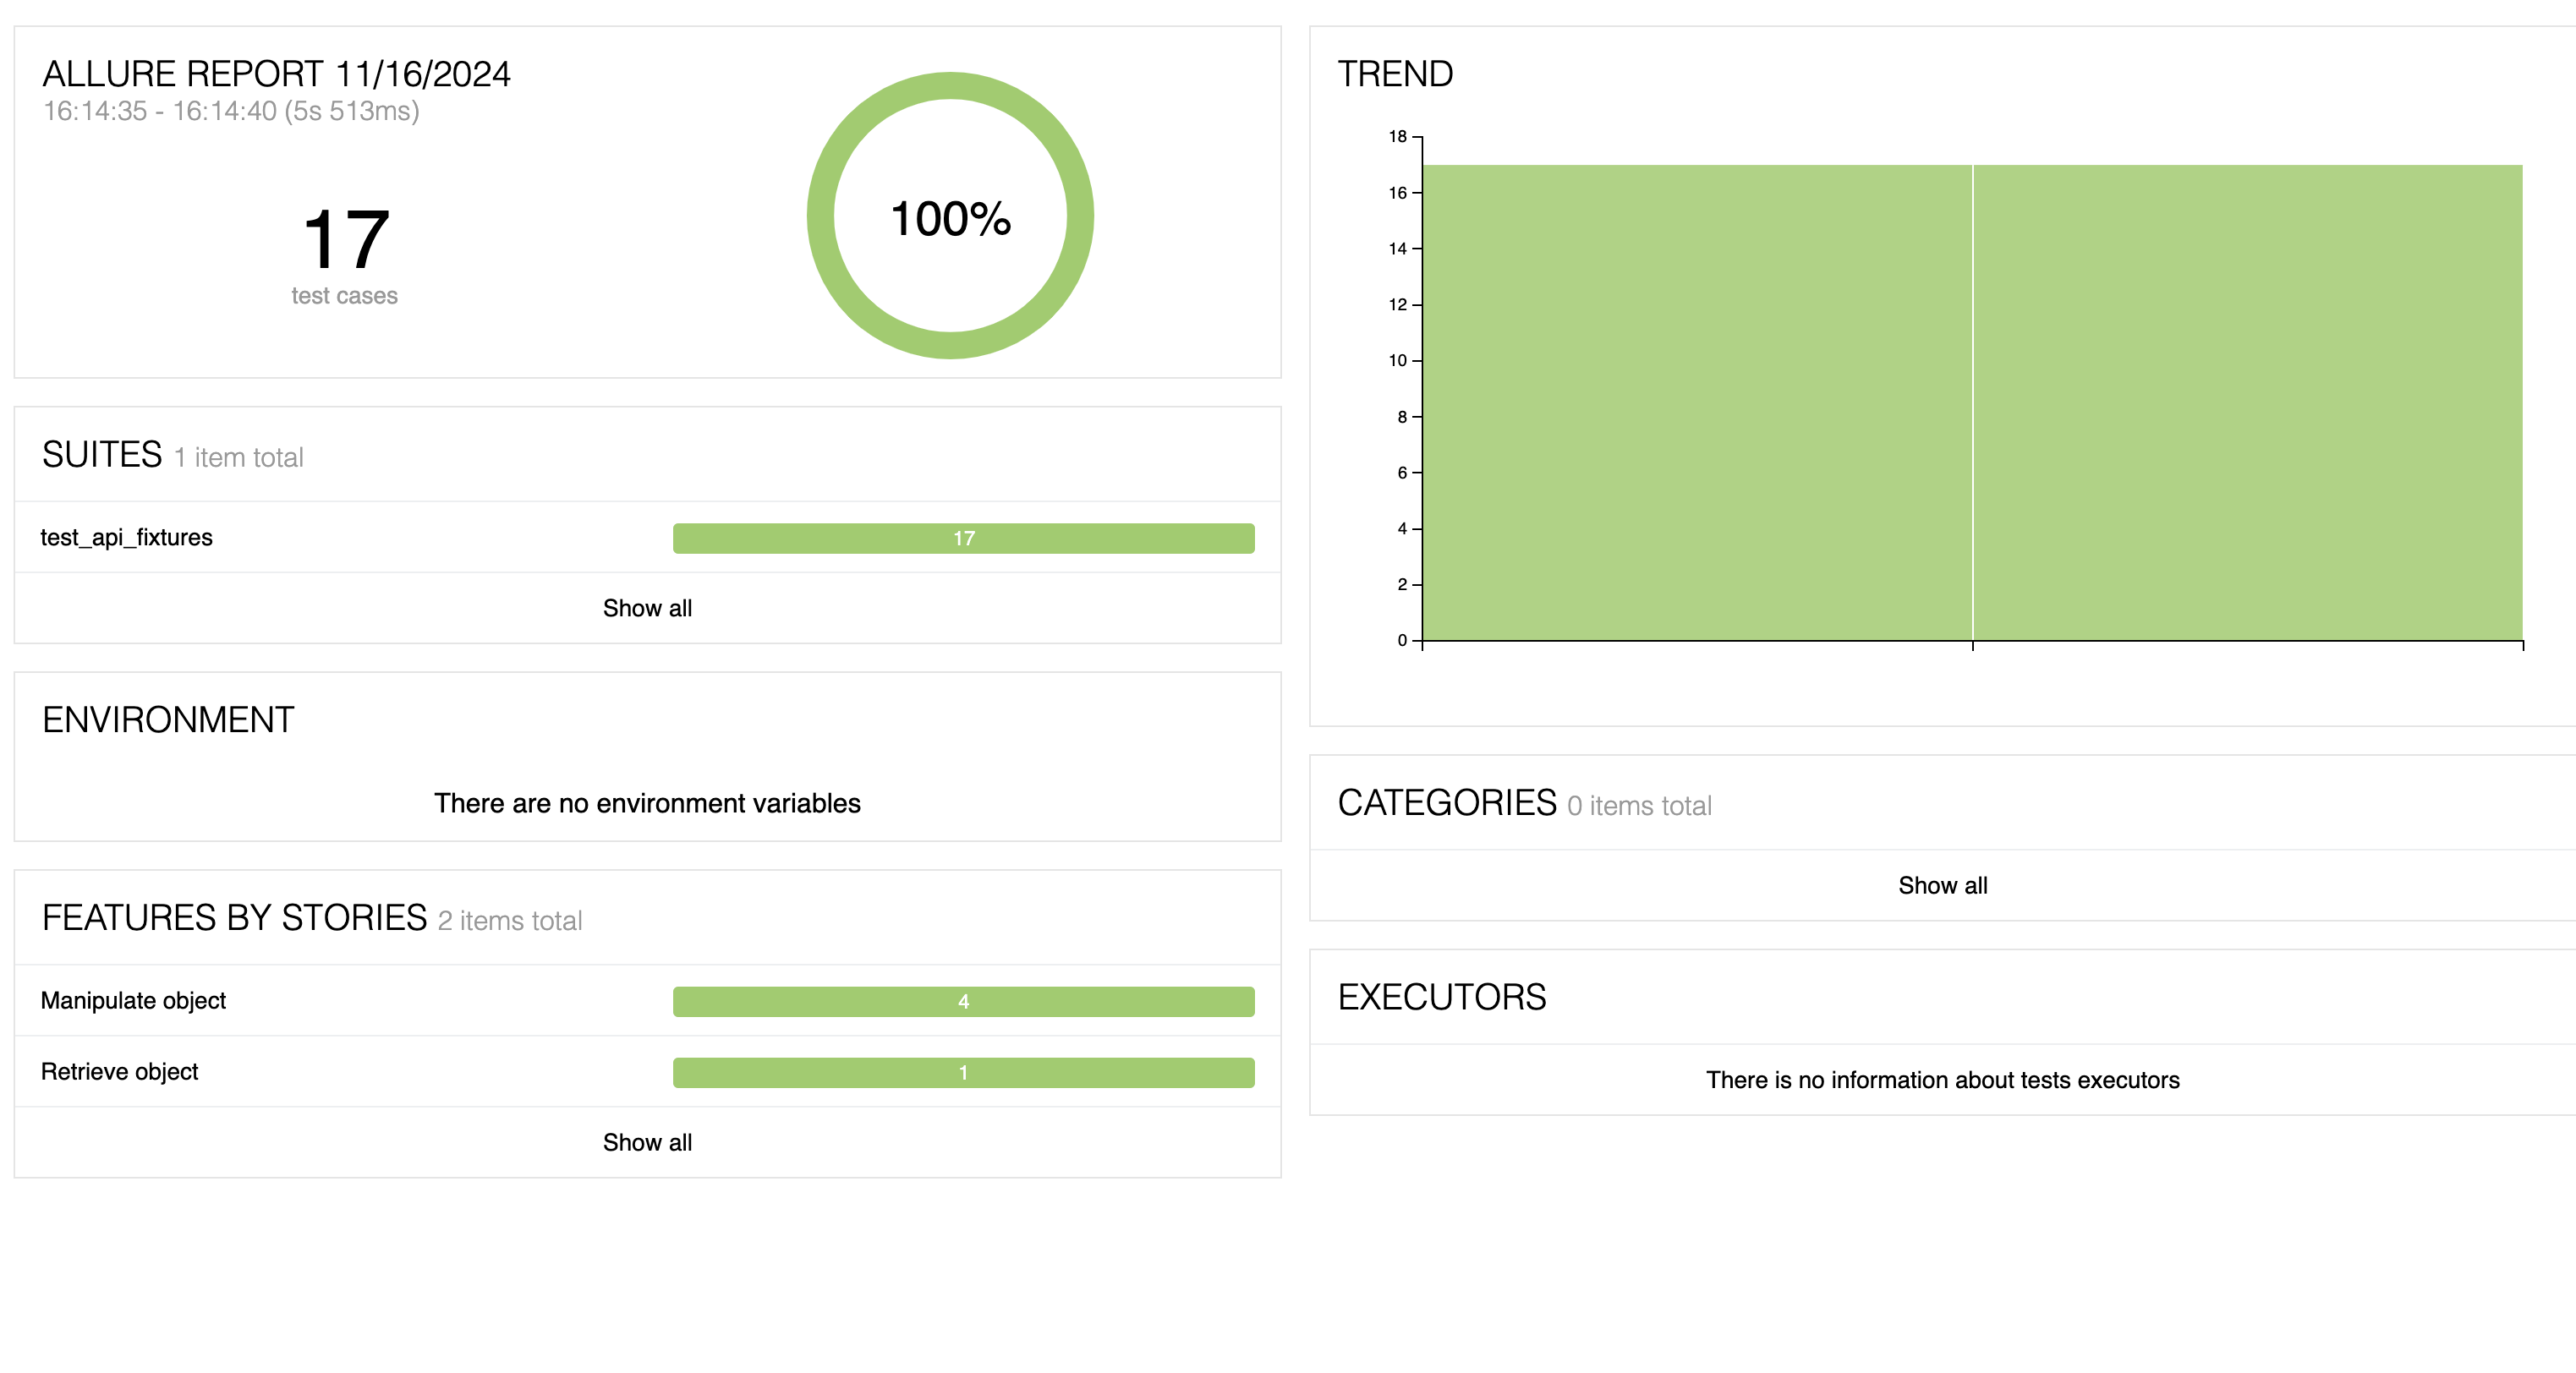 ALLURE REPORT 11/16/2024
16:14:35 - 16:14:40 (5s 513ms)
17
test cases
100%
SUITES 1 item total
test_api_fixtures 17
Show all
ENVIRONMENT
There are no environment variables
FEATURES BY STORIES 2 items total
Manipulate object 4
Retrieve object 1
Show all
TREND
18
16
14
12
10
8
6
4
2
0
CATEGORIES 0 items total
Show all
EXECUTORS
There is no information about tests executors